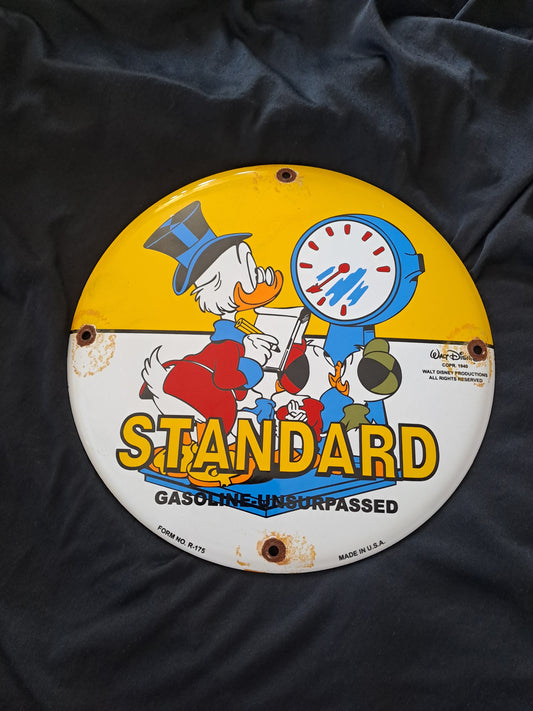 Walt Disney
COPR. 1940
WALT DISNEY PRODUCTIONS
ALL RIGHTS RESERVED
STANDARD
GASOLINE UNSURPASSED
FORM NO. R-175
MADE IN U.S.A.